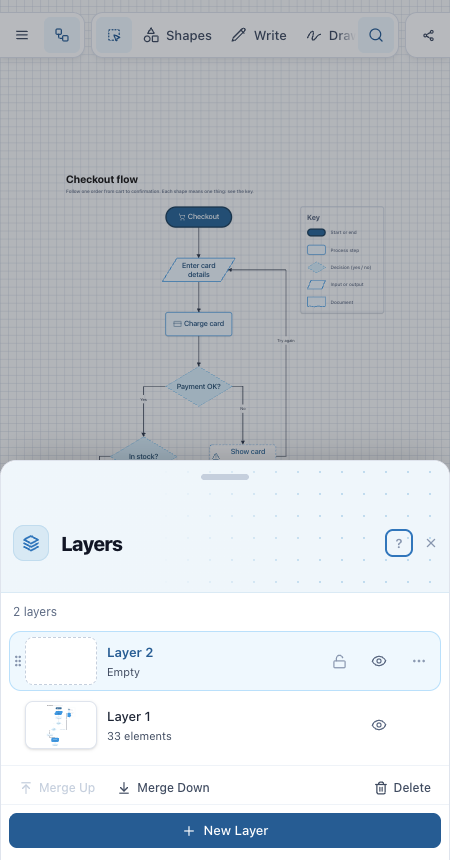 Shapes
Write
Draw
Checkout flow
Follow one order from cart to confirmation. Each shape means one thing: see the key.
Checkout
Key
Start or end
Process step
Decision (yes / no)
Input or output
Document
Enter card
details
Charge card
Try again
Payment OK?
Yes
No
In stock?
Show card
Layers
?
2 layers
Layer 2
Empty
Layer 1
33 elements
Merge Up
Merge Down
Delete
New Layer